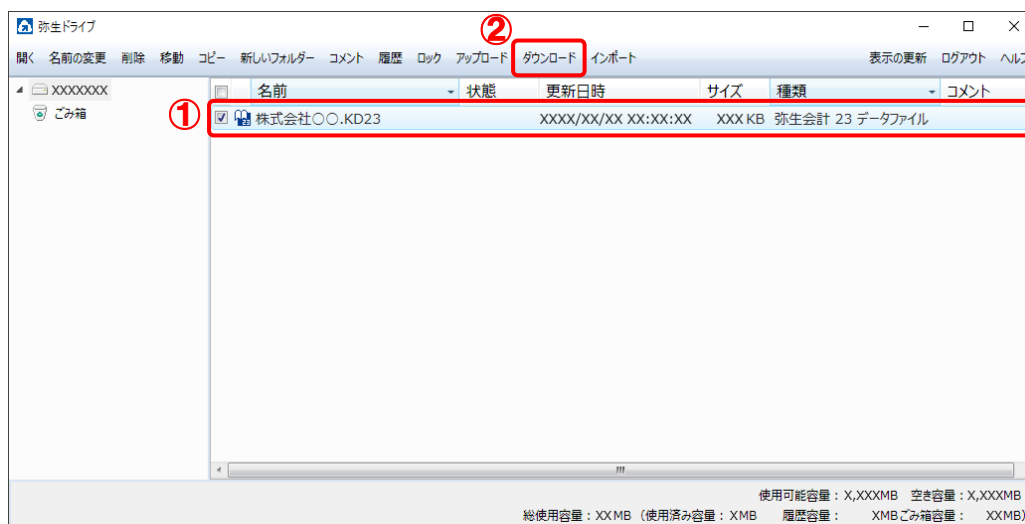 弥生ドライブ
②
開く 名前の変更 削除 移動 コピー 新しいフォルダー コメント 履歴 ロック アップロード ダウンロード インポート 表示の更新 ログアウト ヘルプ
XXXXXXX
名前 状態 更新日時 サイズ 種類 コメント
ごみ箱
①
株式会社○○.KD23 XXXX/XX/XX XX:XX:XX XXX KB 弥生会計 23 データファイル
使用可能容量:X,XXXMB 空き容量:X,XXXMB
総使用容量:XXMB (使用済み容量:XMB 履歴容量: XMBごみ箱容量: XXMB)